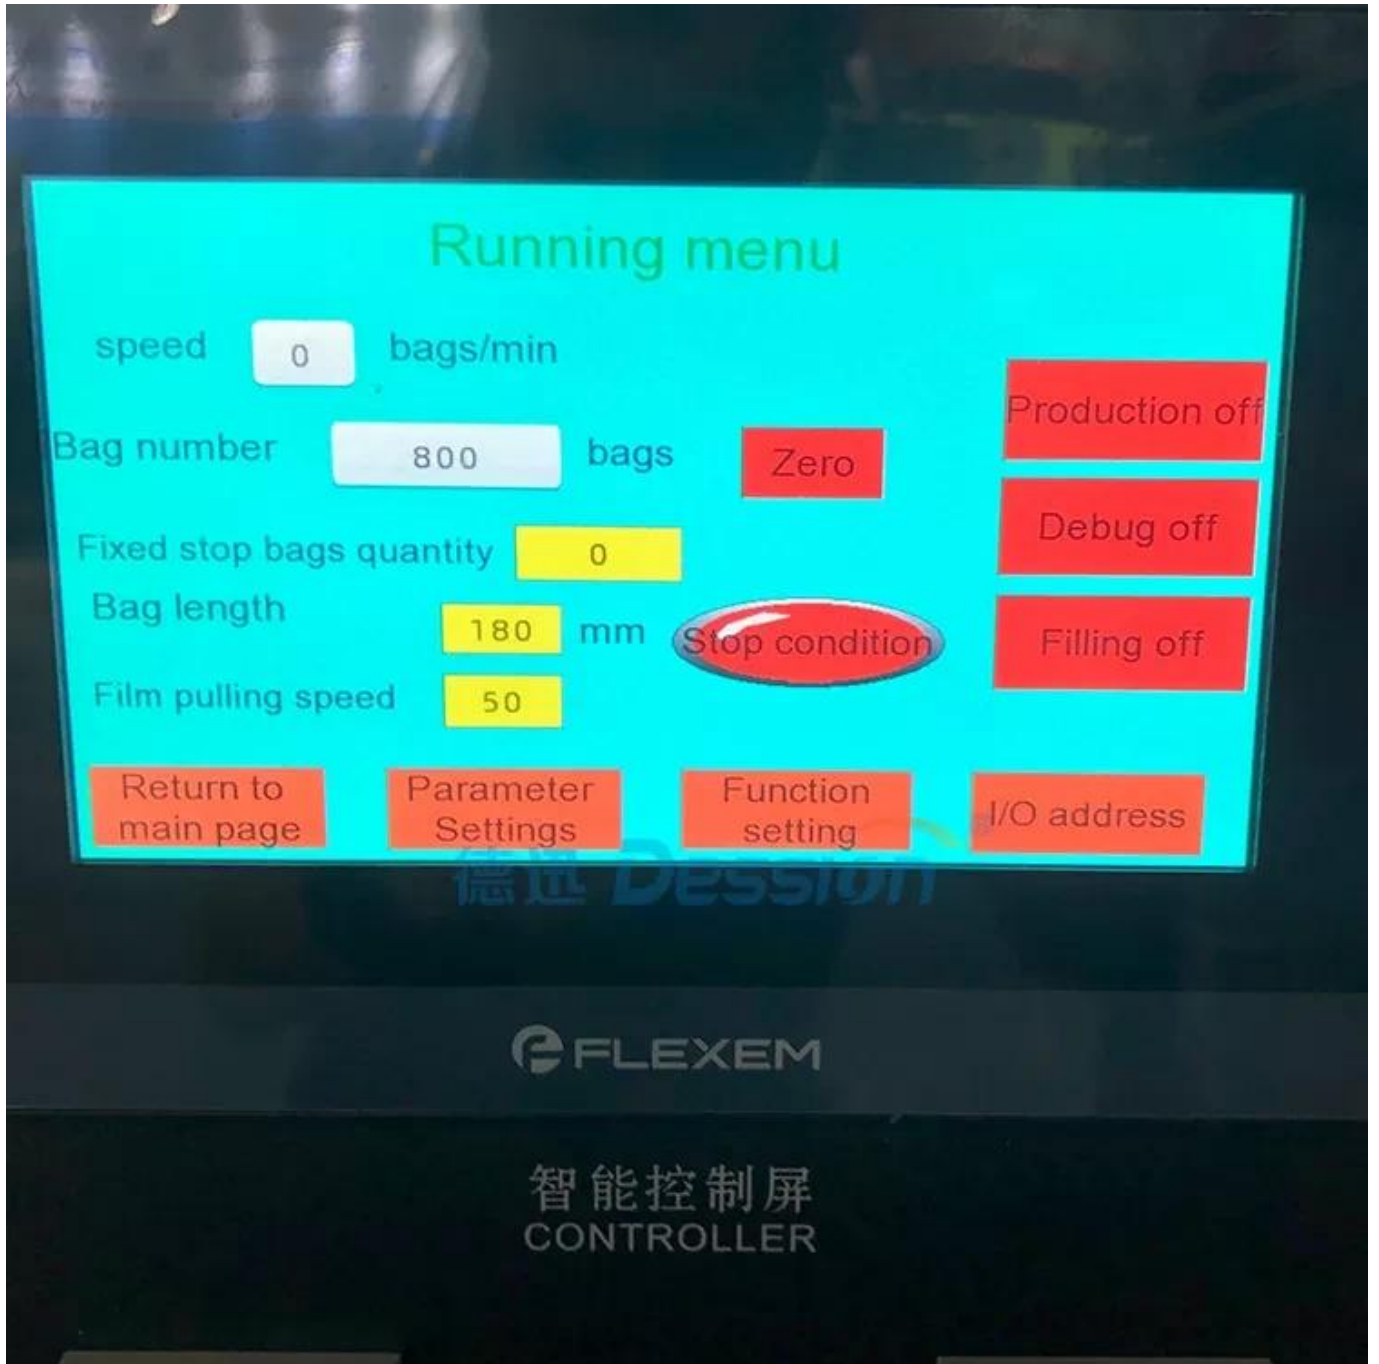 Running menu
speed 0 bags/min
Bag number 800 bags Zero
Production off
Debug off
Fixed stop bags quantity 0
Bag length 180 mm
Stop condition
Filling off
Film pulling speed 50
Return to
main page
Parameter
Settings
Function
setting
I/O address
德迅 Dession
FLEXEM
智能控制屏
CONTROLLER